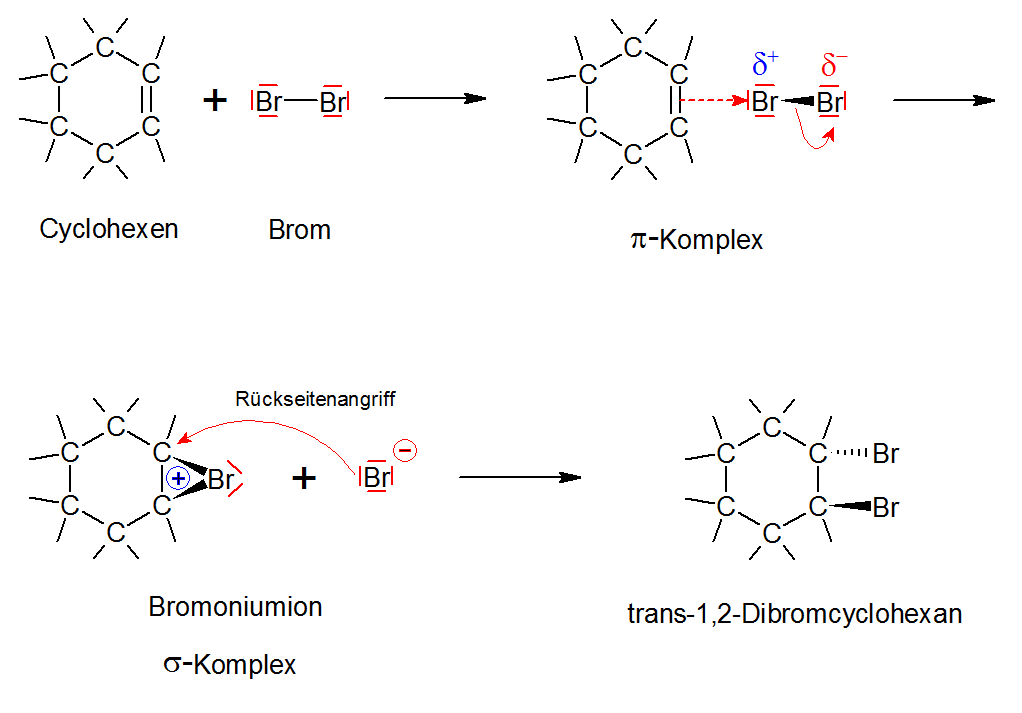 C C C C C C + Br Br C C C C C C δ+ Br δ− Br
Cyclohexen Brom π-Komplex
Rückseitenangriff
C C C C C C + Br + Br − C C C C C C Br Br
Bromoniumion trans-1,2-Dibromcyclohexan
σ-Komplex